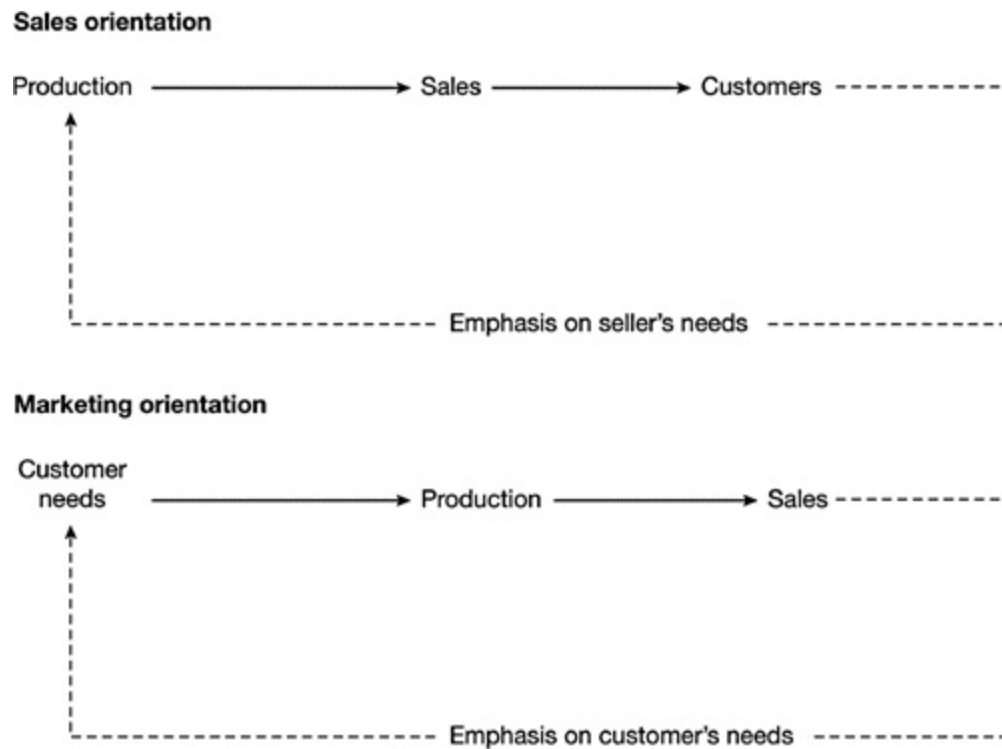 Sales orientation
Production Sales Customers
Emphasis on seller's needs
Marketing orientation
Customer
needs Production Sales
Emphasis on customer's needs